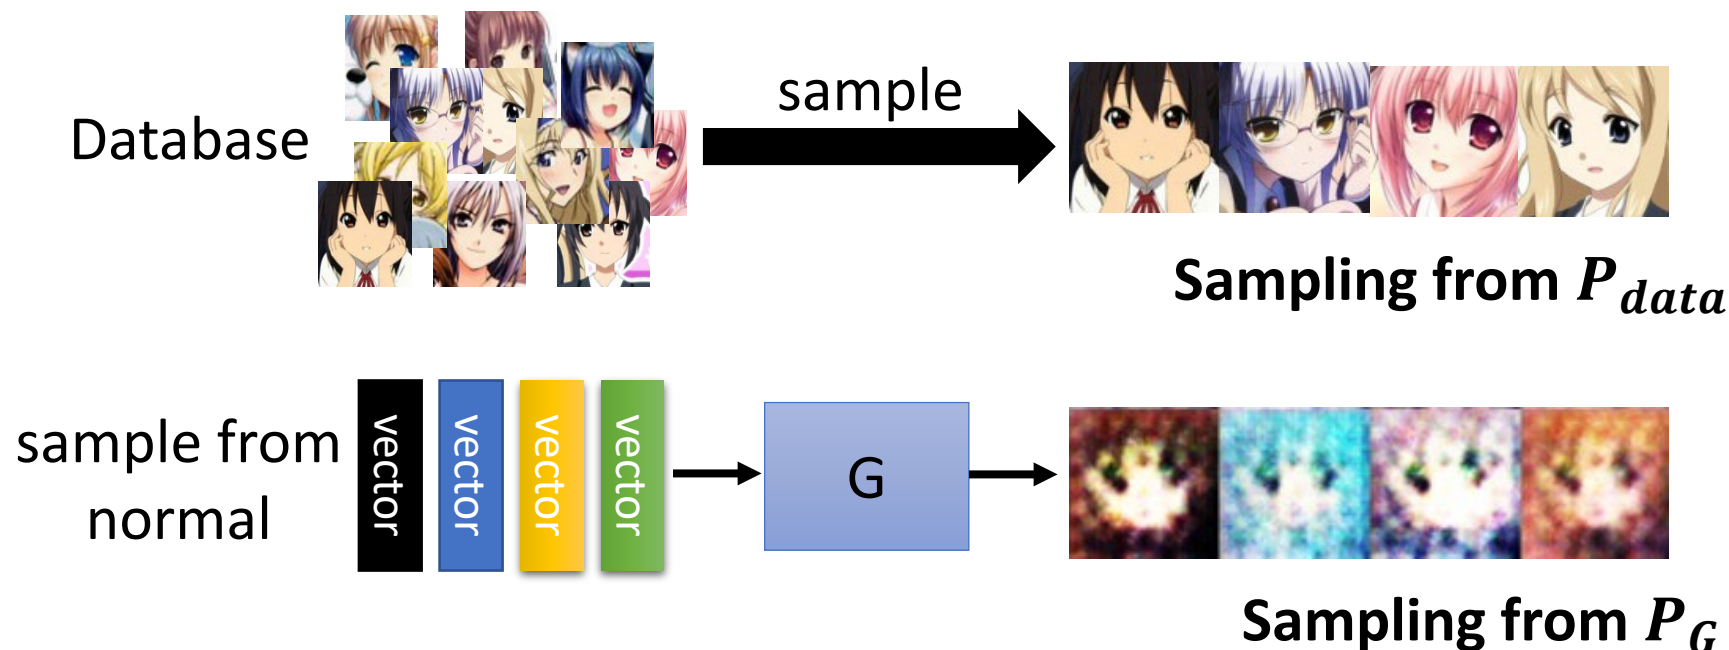 Database
sample
Sampling from P_data
sample from
normal
vector
vector
vector
vector
G
Sampling from P_G